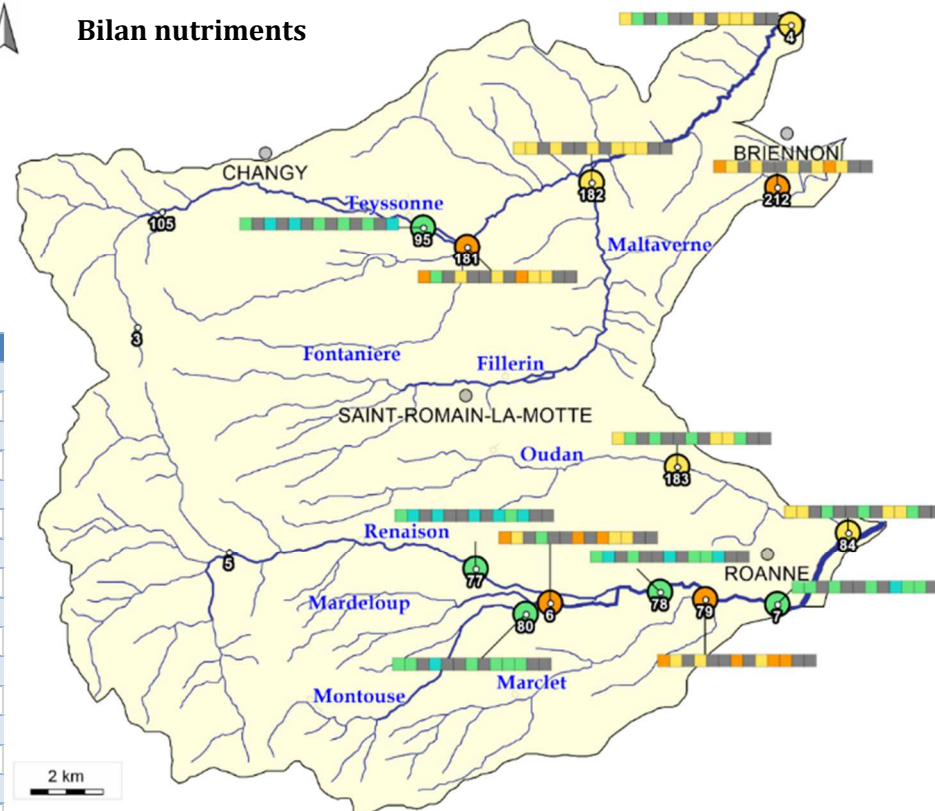 Bilan nutriments
4
BRIENNON
CHANGY
182
212
Teyssonne
105
95
Maltaverne
181
3
Fontanière
Fillerin
SAINT-ROMAIN-LA-MOTTE
Oudan
183
Renaison
84
5
77
ROANNE
Mardeloup
78
79
7
6
80
Marclet
Montouse
2 km